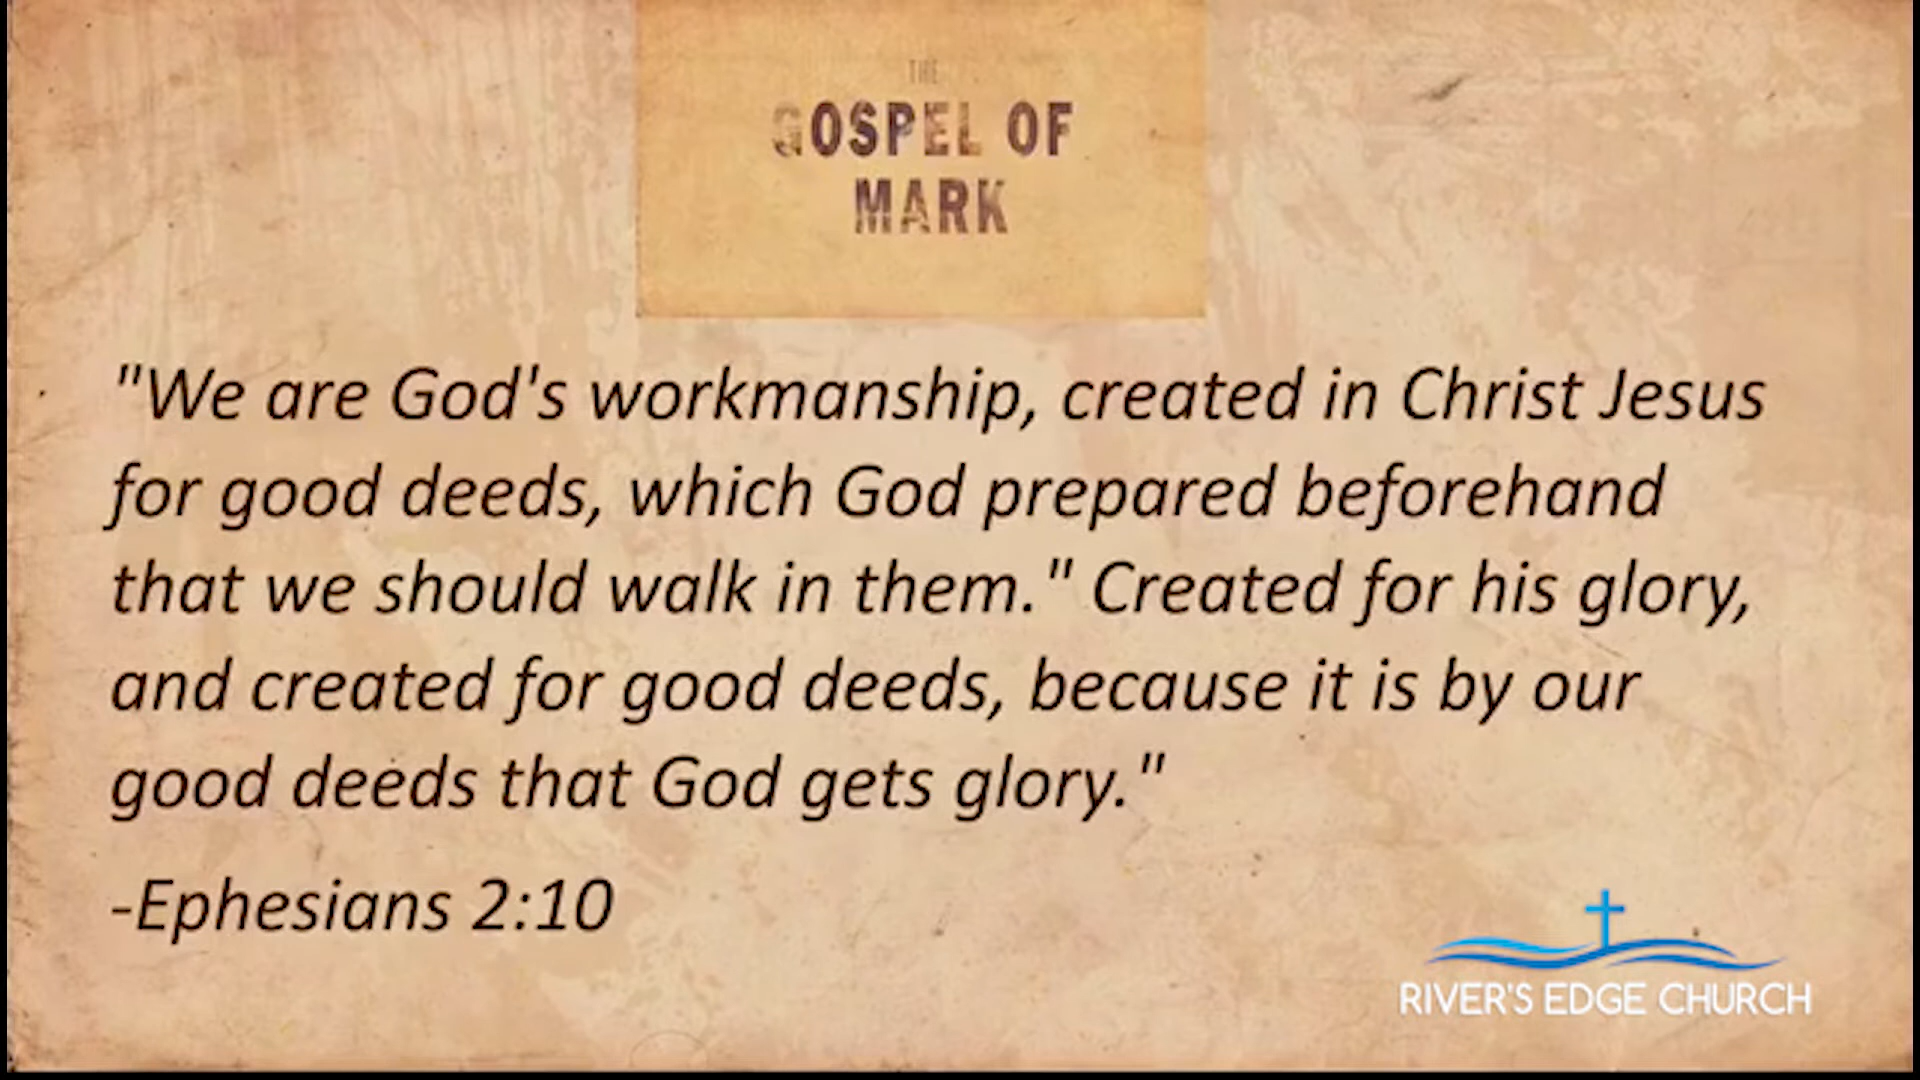 THE
GOSPEL OF
MARK
"We are God's workmanship, created in Christ Jesus
for good deeds, which God prepared beforehand
that we should walk in them." Created for his glory,
and created for good deeds, because it is by our
good deeds that God gets glory."
-Ephesians 2:10
RIVER'S EDGE CHURCH